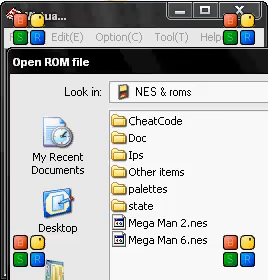 Edit(E) Option(C) Tool(T)
Open ROM file
Look in: NES & roms
CheatCode
Doc
Ips
Other items
palettes
state
Mega Man 2.nes
Mega Man 6.nes
My Recent
Documents
Desktop
B
S R
B
S R
B
S R
B
S R